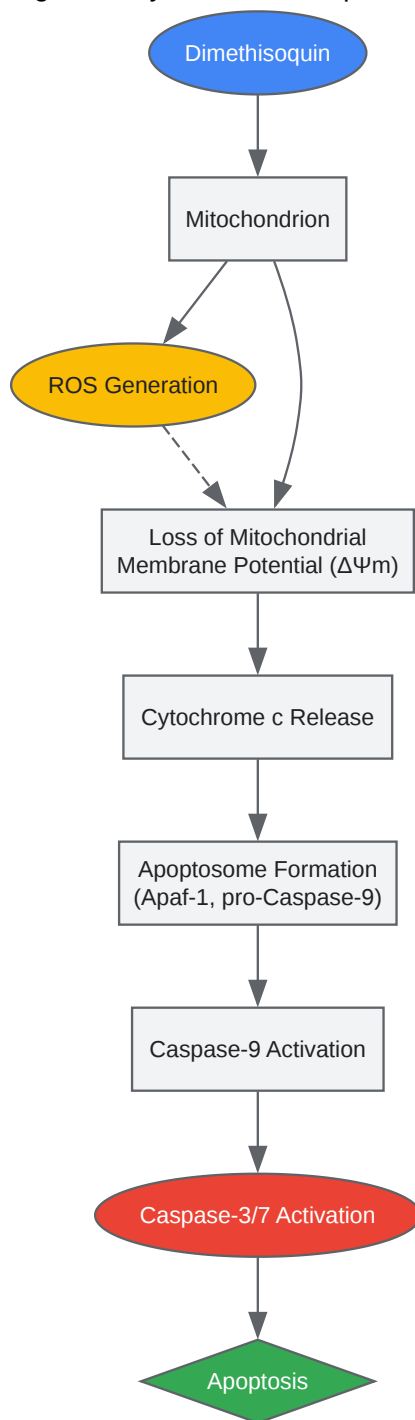 Dimethisoquin
Mitochondrion
ROS Generation
Loss of Mitochondrial
Membrane Potential (ΔΨm)
Cytochrome c Release
Apoptosome Formation
(Apaf-1, pro-Caspase-9)
Caspase-9 Activation
Caspase-3/7 Activation
Apoptosis